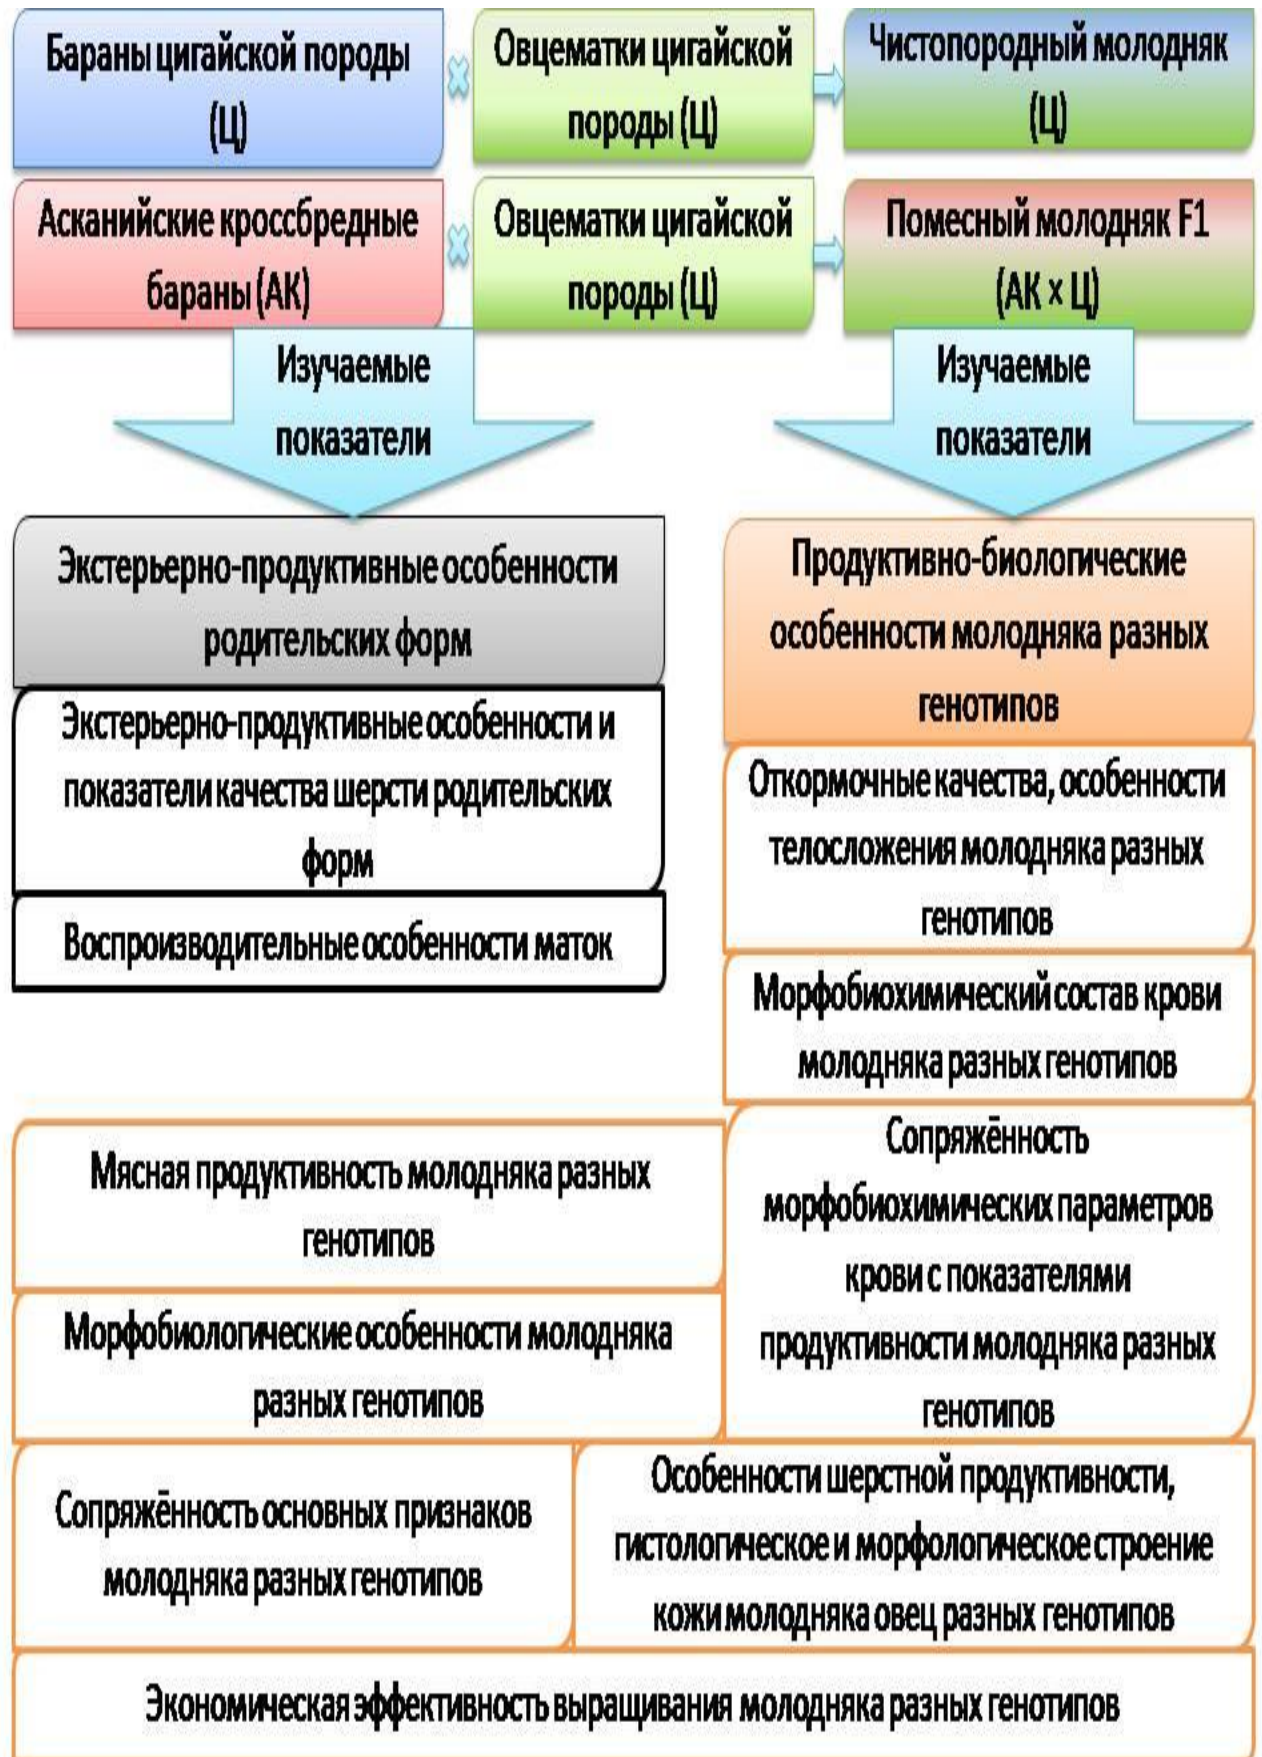 Бараны цигайской породы
(Ц)
Овцематки цигайской
породы (Ц)
Чистопородный молодняк
(Ц)
Асканийские кроссбредные
бараны (АК)
Овцематки цигайской
породы (Ц)
Помесный молодняк F1
(АК × Ц)
Изучаемые
показатели
Изучаемые
показатели
Экстерьерно-продуктивные особенности
родительских форм
Экстерьерно-продуктивные особенности и
показатели качества шерсти родительских
форм
Воспроизводительные особенности маток
Продуктивно-биологические
особенности молодняка разных
генотипов
Откормочные качества, особенности
телосложения молодняка разных
генотипов
Морфобиохимический состав крови
молодняка разных генотипов
Мясная продуктивность молодняка разных
генотипов
Сопряжённость
морфобиохимических параметров
крови с показателями
продуктивности молодняка разных
генотипов
Морфобиологические особенности молодняка
разных генотипов
Сопряжённость основных признаков
молодняка разных генотипов
Особенности шерстной продуктивности,
гистологическое и морфологическое строение
кожи молодняка овец разных генотипов
Экономическая эффективность выращивания молодняка разных генотипов